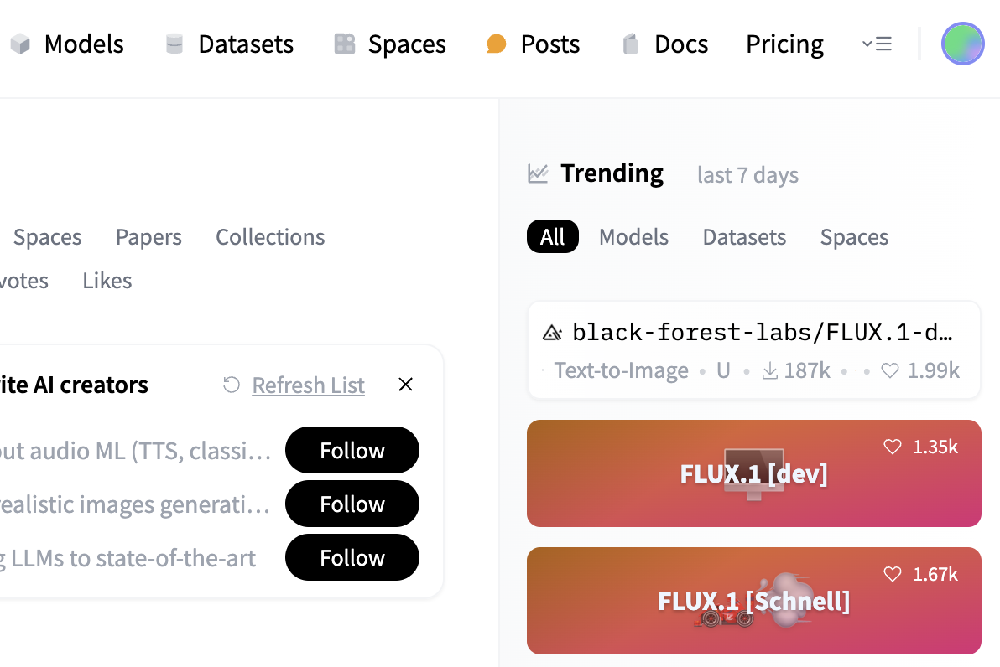 Models Datasets Spaces Posts Docs Pricing
Spaces Papers Collections
votes Likes
ite AI creators Refresh List
out audio ML (TTS, classi… Follow
realistic images generati… Follow
g LLMs to state-of-the-art Follow
Trending last 7 days
All Models Datasets Spaces
black-forest-labs/FLUX.1-d…
Text-to-Image • U • 187k • • 1.99k
1.35k
FLUX.1 [dev]
1.67k
FLUX.1 [Schnell]